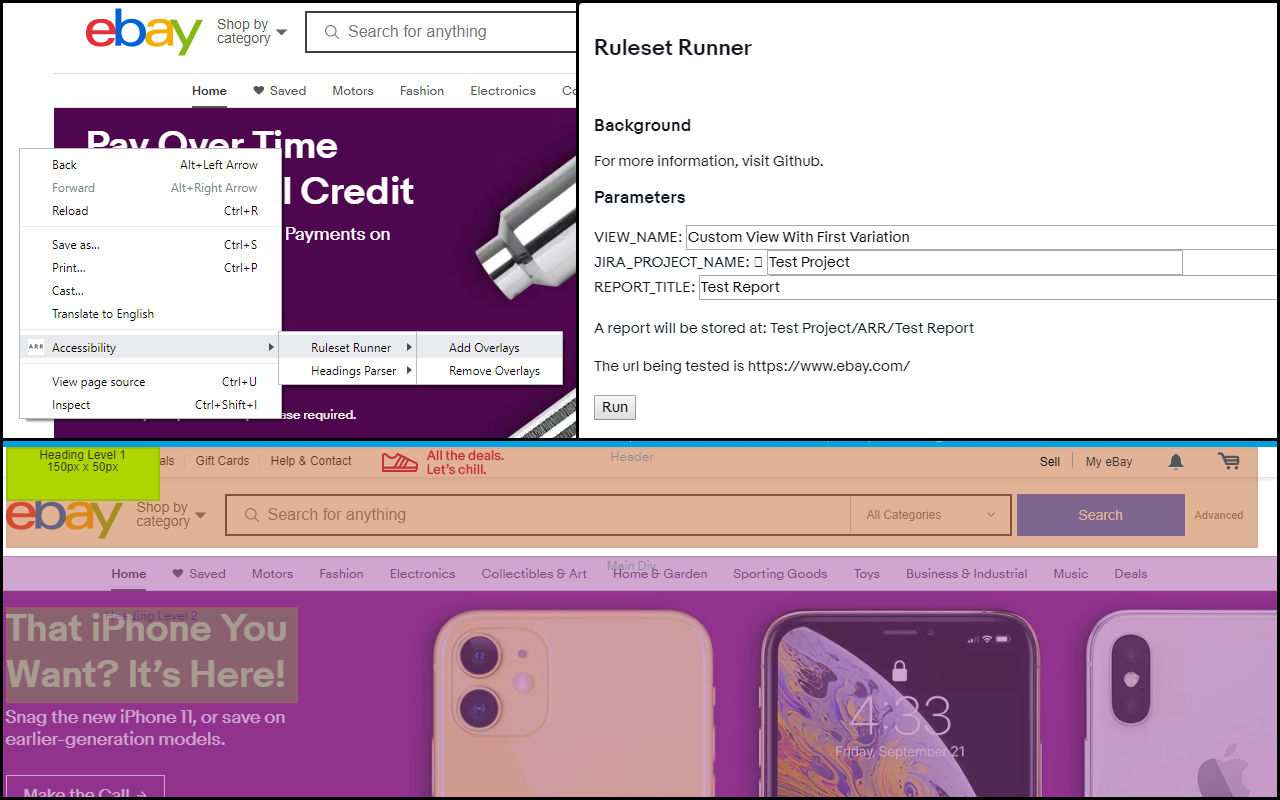 ebay
Shop by
category
Search for anything
Home Saved Motors Fashion Electronics Co
Pay Over Time
l Credit
Payments on
ase required.
Back Alt+Left Arrow
Forward Alt+Right Arrow
Reload Ctrl+R
Save as... Ctrl+S
Print... Ctrl+P
Cast...
Translate to English
ARR Accessibility
View page source Ctrl+U
Inspect Ctrl+Shift+I
Ruleset Runner
Headings Parser
Add Overlays
Remove Overlays
Ruleset Runner
Background
For more information, visit Github.
Parameters
VIEW_NAME: Custom View With First Variation
JIRA_PROJECT_NAME: Test Project
REPORT_TITLE: Test Report
A report will be stored at: Test Project/ARR/Test Report
The url being tested is https://www.ebay.com/
Run
Heading Level 1
150px x 50px
als Gift Cards Help & Contact
All the deals.
Let's chill.
Header
Sell My eBay
ebay
Shop by
category
Search for anything
All Categories
Search
Advanced
Main Div
Home Saved Motors Fashion Electronics Collectibles & Art Home & Garden Sporting Goods Toys Business & Industrial Music Deals
Heading Level 2
That iPhone You
Want? It's Here!
Snag the new iPhone 11, or save on
earlier-generation models.
Make the Call →
4:33
Friday, September 21